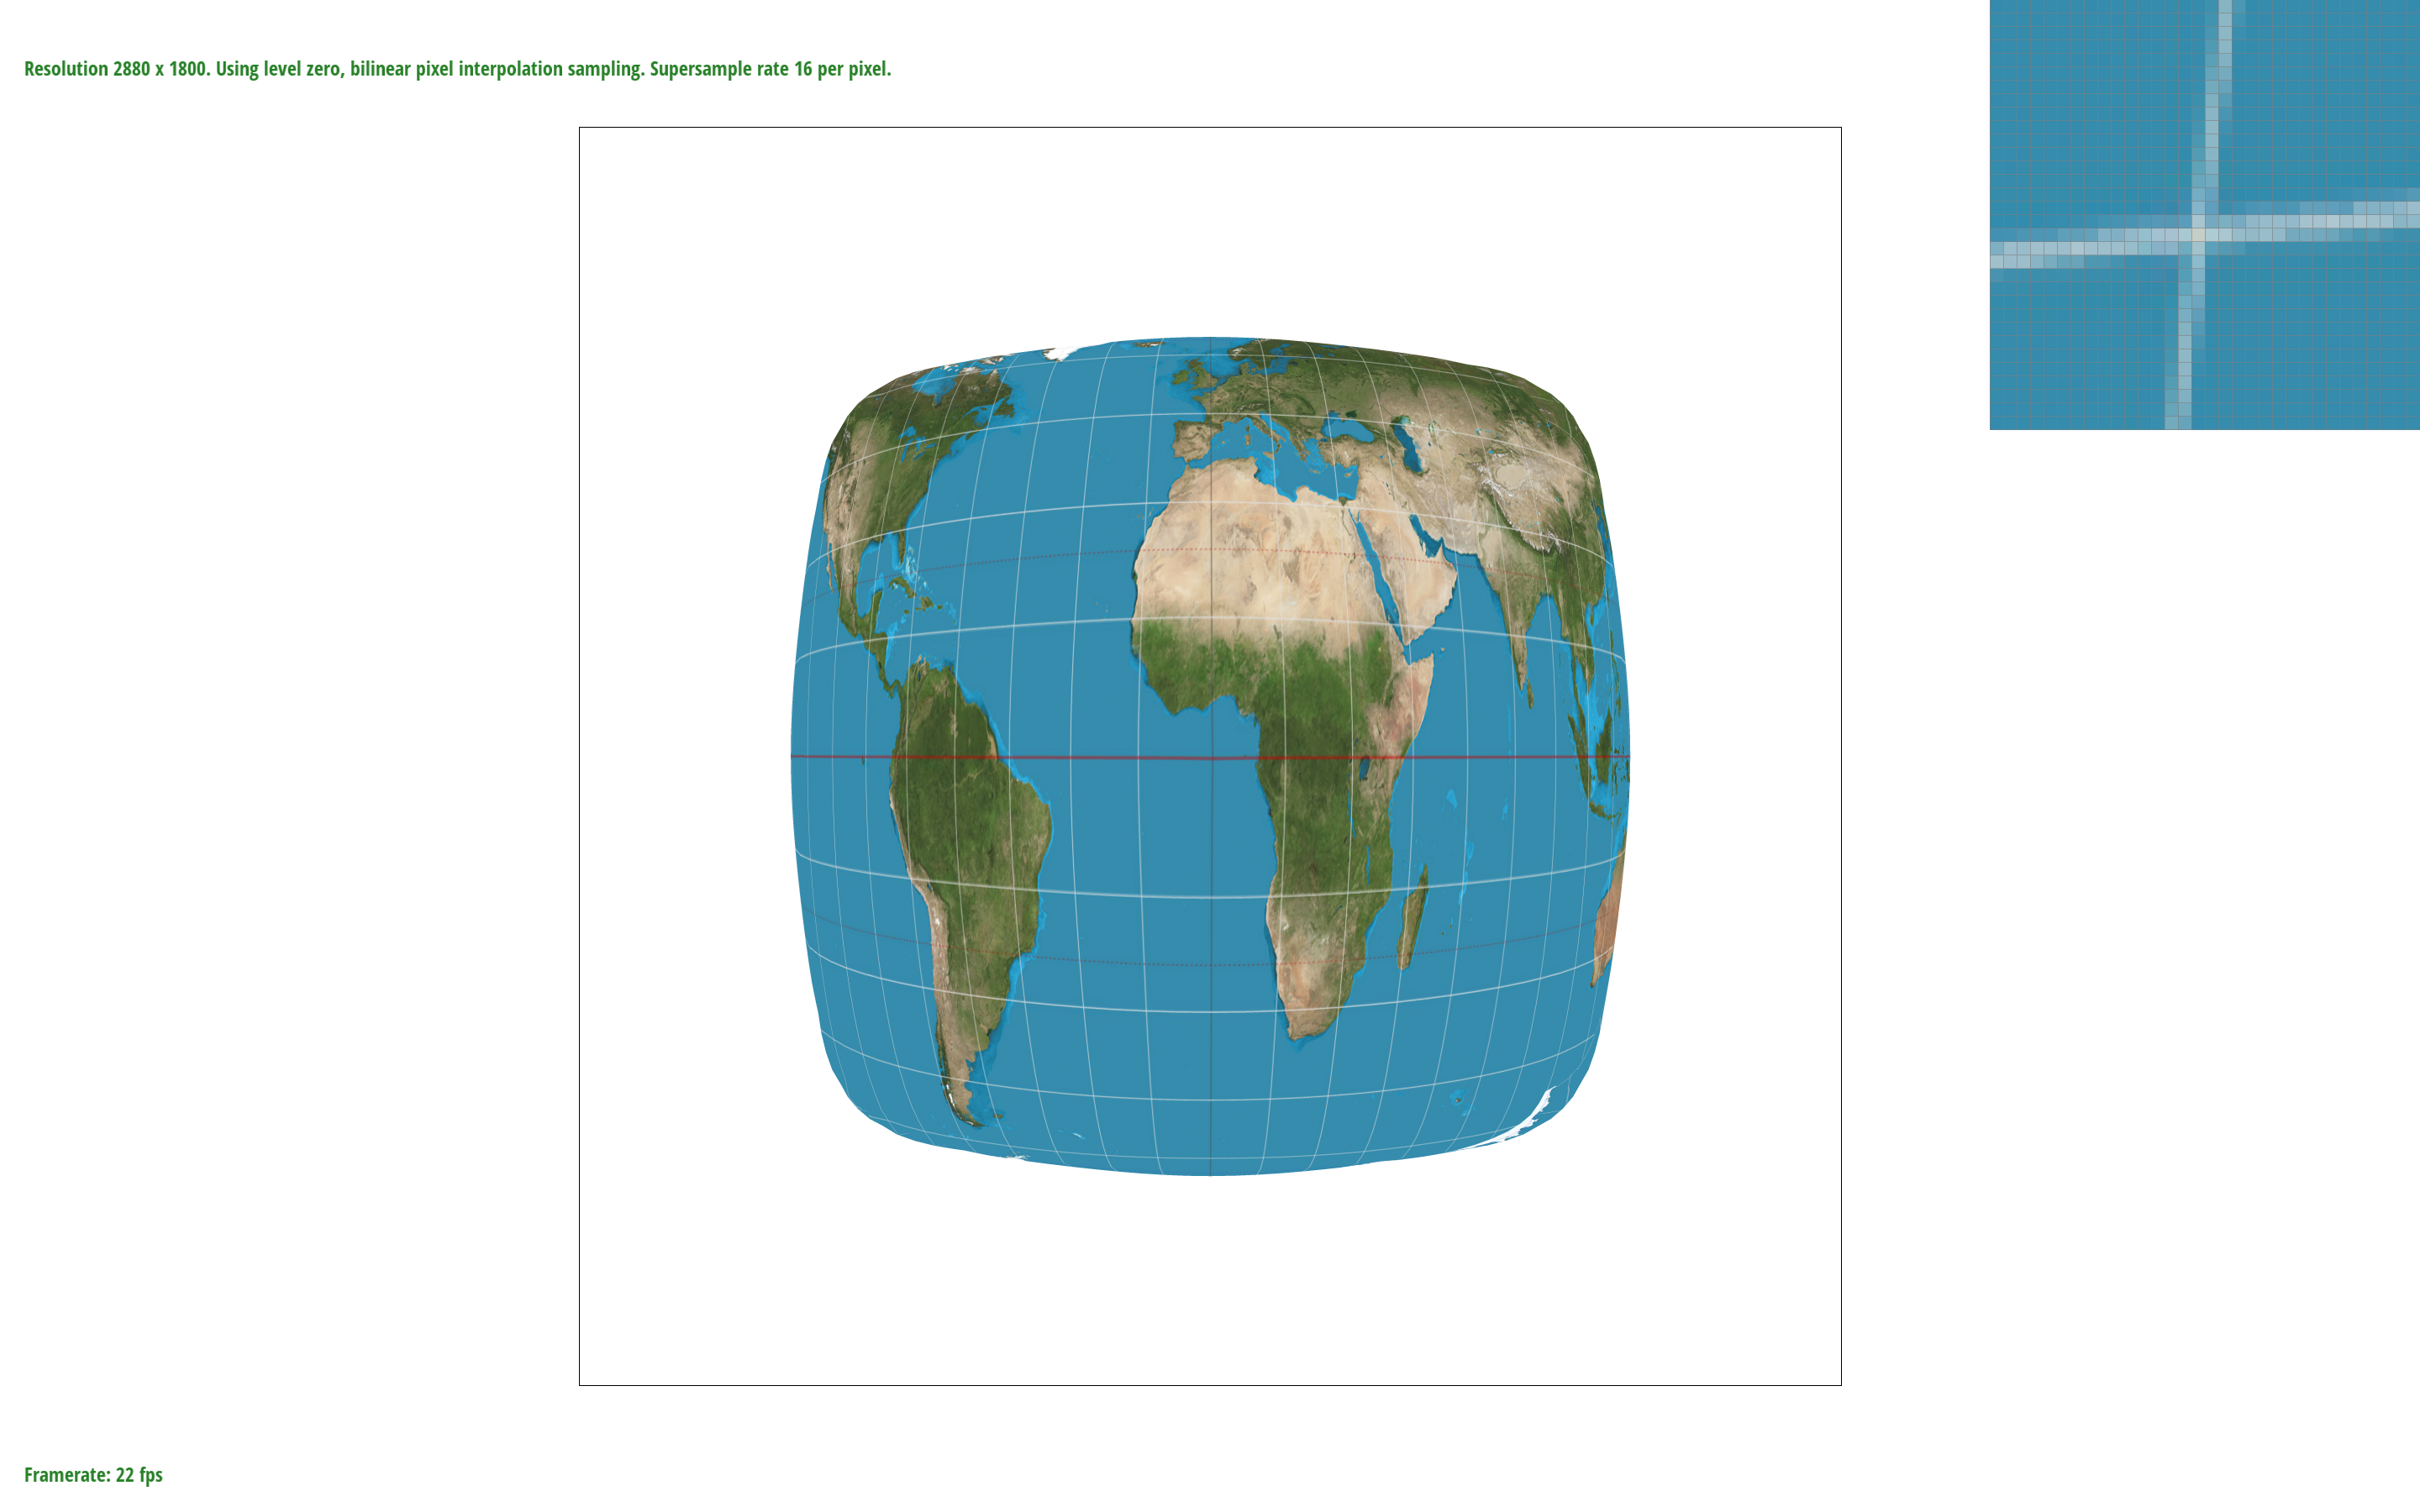 Resolution 2880 x 1800. Using level zero, bilinear pixel interpolation sampling. Supersample rate 16 per pixel.
Framerate: 22 fps